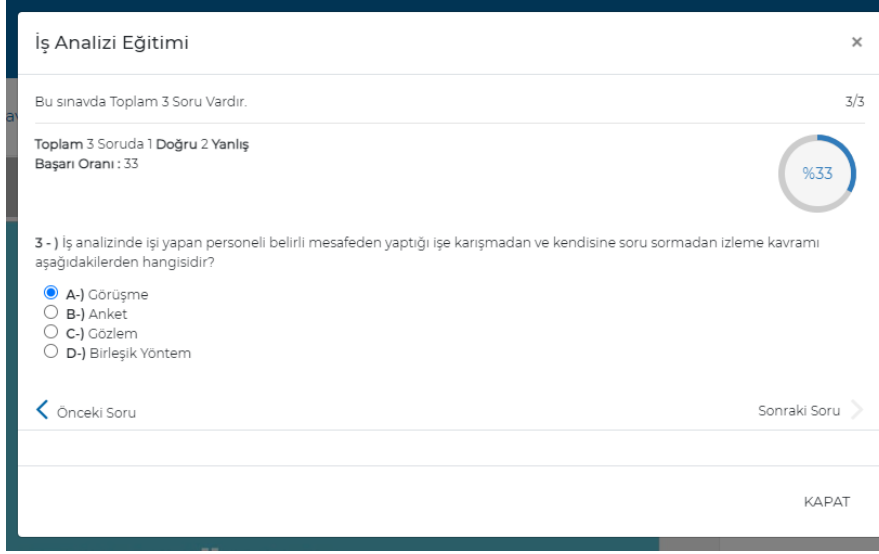 İş Analizi Eğitimi
×
Bu sınavda Toplam 3 Soru Vardır.
3/3
Toplam 3 Soruda 1 Doğru 2 Yanlış
Başarı Oranı : 33
%33
3 - ) İş analizinde işi yapan personeli belirli mesafeden yaptığı işe karışmadan ve kendisine soru sormadan izleme kavramı
aşağıdakilerden hangisidir?
A-) Görüşme
B-) Anket
C-) Gözlem
D-) Birleşik Yöntem
Önceki Soru
Sonraki Soru
KAPAT